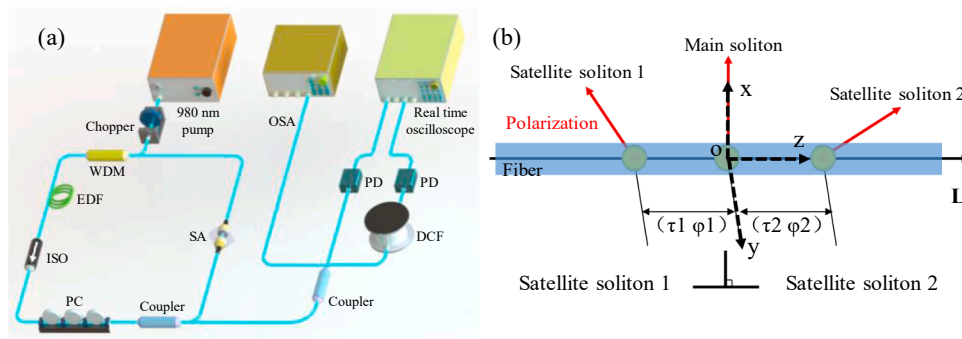 (a)
980 nm
pump
OSA
Real time
oscilloscope
Chopper
WDM
EDF
PD
PD
SA
DCF
ISO
PC
Coupler
Coupler
(b)
Main soliton
Satellite soliton 1
x
Satellite soliton 2
Polarization
o
z
Fiber
L
(τ1 φ1)
(τ2 φ2)
y
Satellite soliton 1
Satellite soliton 2